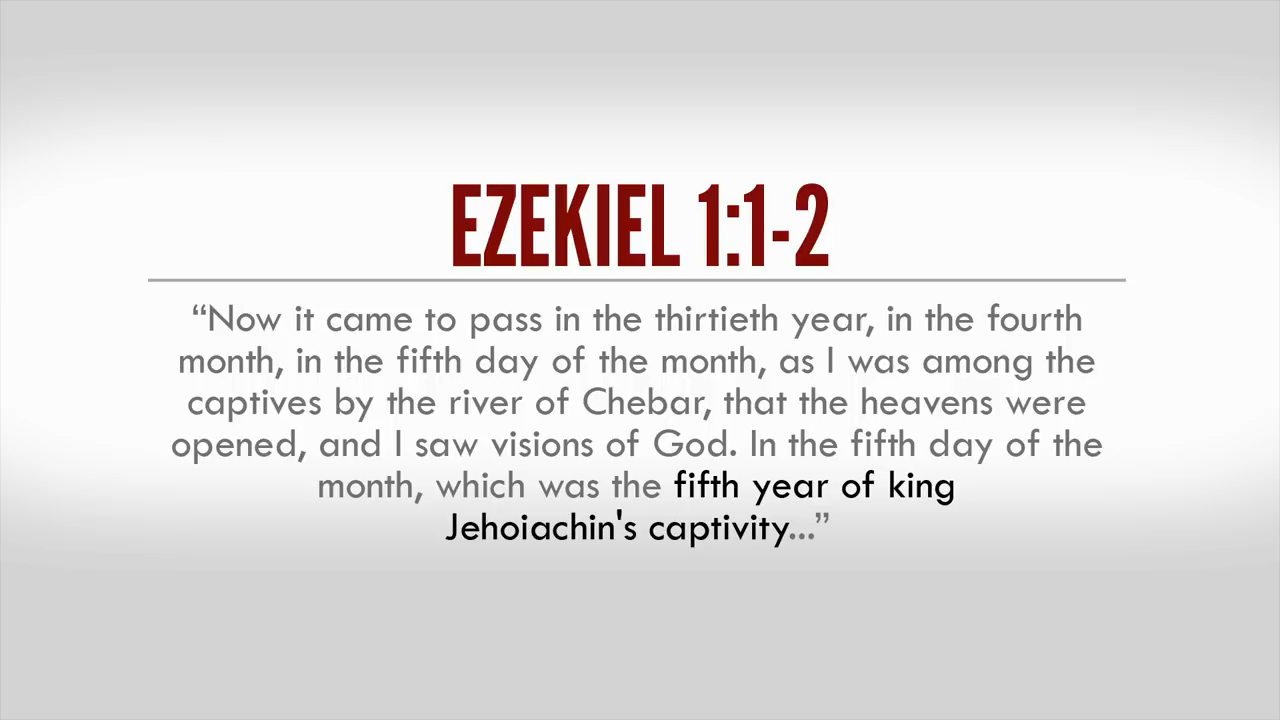 EZEKIEL 1:1-2
“Now it came to pass in the thirtieth year, in the fourth
month, in the fifth day of the month, as I was among the
captives by the river of Chebar, that the heavens were
opened, and I saw visions of God. In the fifth day of the
month, which was the fifth year of king
Jehoiachin's captivity...”